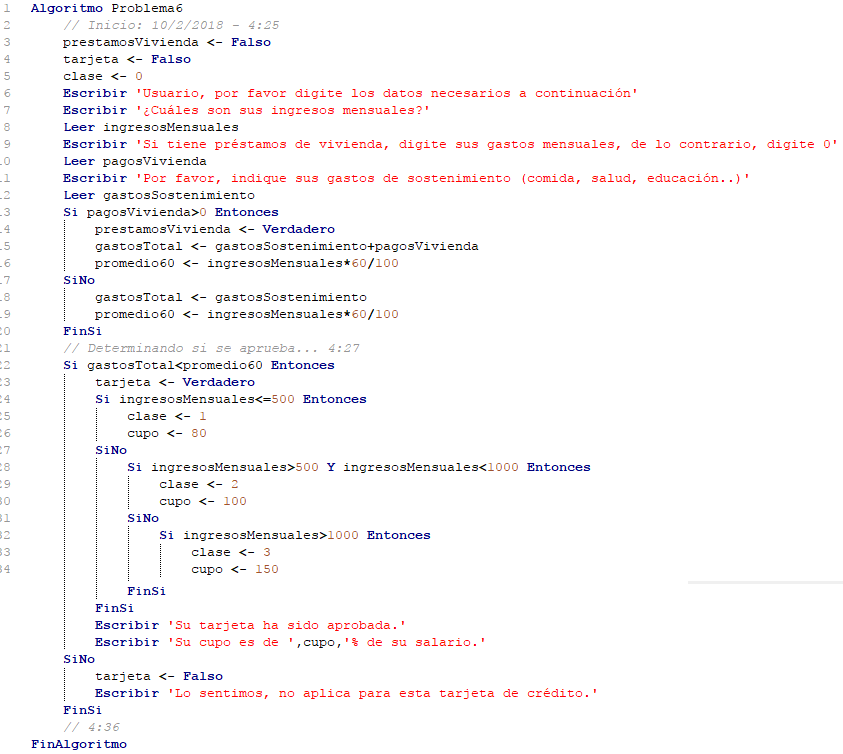 1 Algoritmo Problema6
2 // Inicio: 10/2/2018 - 4:25
3 prestamosVivienda <- Falso
4 tarjeta <- Falso
5 clase <- 0
6 Escribir 'Usuario, por favor digite los datos necesarios a continuación'
7 Escribir '¿Cuáles son sus ingresos mensuales?'
8 Leer ingresosMensuales
9 Escribir 'Si tiene préstamos de vivienda, digite sus gastos mensuales, de lo contrario, digite 0'
10 Leer pagosVivienda
11 Escribir 'Por favor, indique sus gastos de sostenimiento (comida, salud, educación..)'
12 Leer gastosSostenimiento
13 Si pagosVivienda>0 Entonces
14 prestamosVivienda <- Verdadero
15 gastosTotal <- gastosSostenimiento+pagosVivienda
16 promedio60 <- ingresosMensuales*60/100
17 SiNo
18 gastosTotal <- gastosSostenimiento
19 promedio60 <- ingresosMensuales*60/100
20 FinSi
21 // Determinando si se aprueba... 4:27
22 Si gastosTotal<promedio60 Entonces
23 tarjeta <- Verdadero
24 Si ingresosMensuales<=500 Entonces
25 clase <- 1
26 cupo <- 80
27 SiNo
28 Si ingresosMensuales>500 Y ingresosMensuales<1000 Entonces
29 clase <- 2
30 cupo <- 100
31 SiNo
32 Si ingresosMensuales>1000 Entonces
33 clase <- 3
34 cupo <- 150
FinSi
FinSi
Escribir 'Su tarjeta ha sido aprobada.'
Escribir 'Su cupo es de ',cupo,'% de su salario.'
SiNo
tarjeta <- Falso
Escribir 'Lo sentimos, no aplica para esta tarjeta de crédito.'
FinSi
// 4:36
FinAlgoritmo